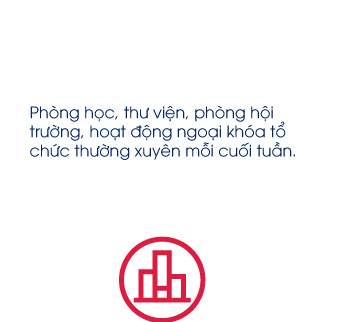 Phòng học, thư viện, phòng hội
trường, hoạt động ngoại khóa tổ
chức thường xuyên mỗi cuối tuần.